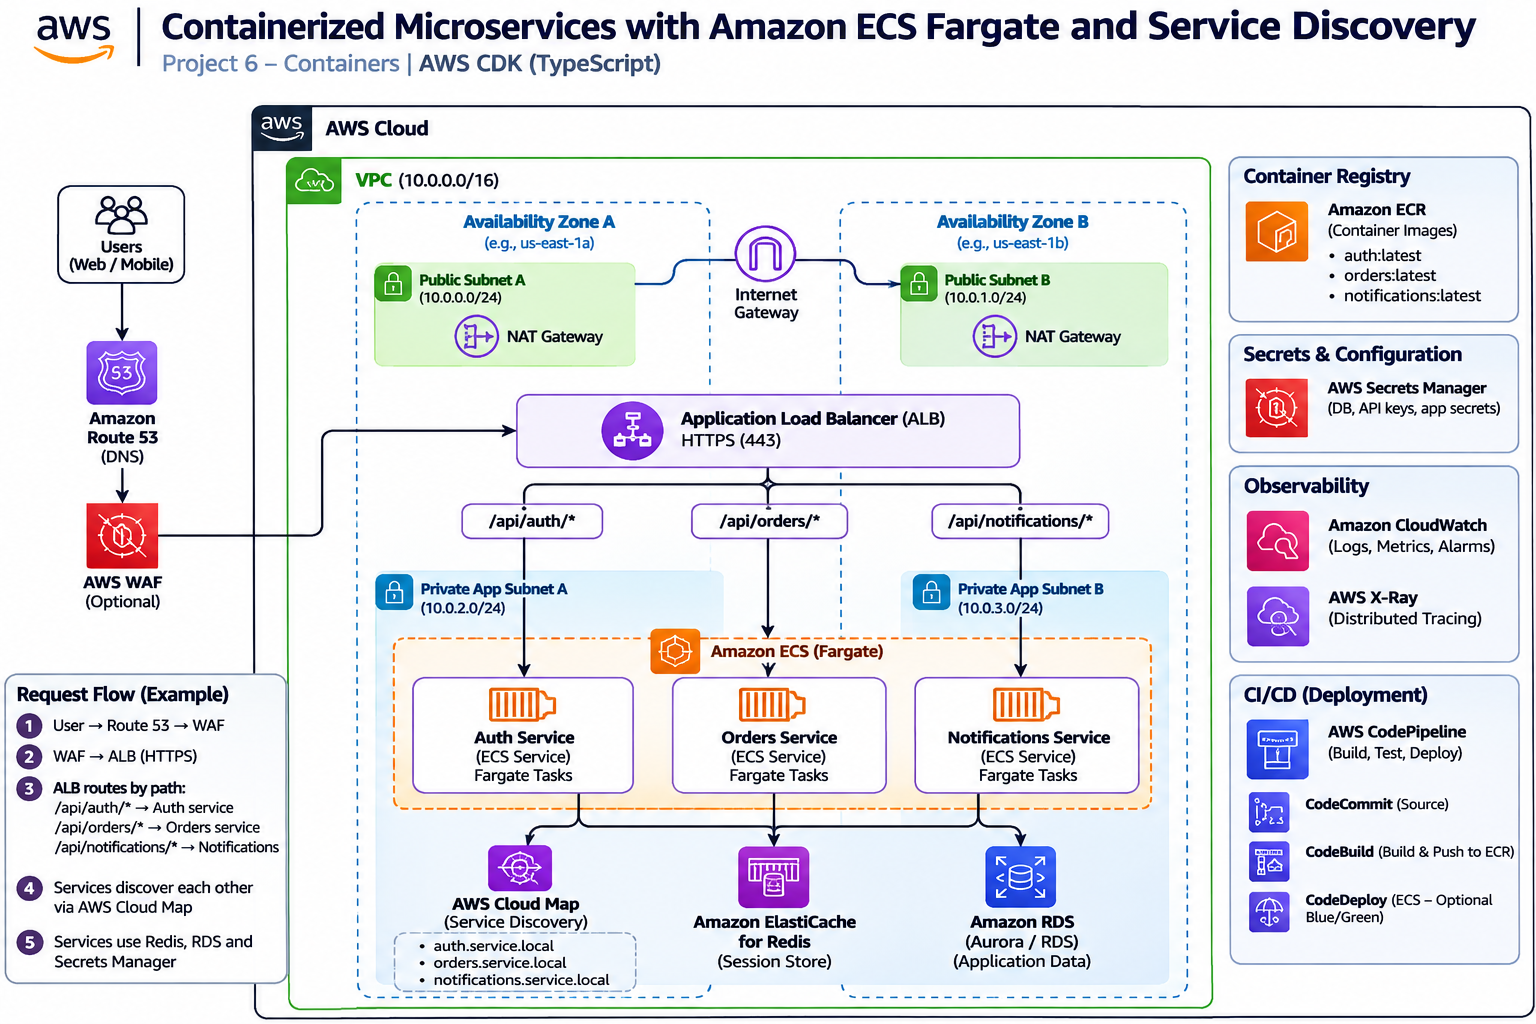 aws
Containerized Microservices with Amazon ECS Fargate and Service Discovery
Project 6 – Containers | AWS CDK (TypeScript)
aws
AWS Cloud
VPC (10.0.0.0/16)
Users
(Web / Mobile)
53
Amazon
Route 53
(DNS)
AWS WAF
(Optional)
Availability Zone A
(e.g., us-east-1a)
Public Subnet A
(10.0.0.0/24)
NAT Gateway
Internet
Gateway
Availability Zone B
(e.g., us-east-1b)
Public Subnet B
(10.0.1.0/24)
NAT Gateway
Application Load Balancer (ALB)
HTTPS (443)
/api/auth/*
/api/orders/*
/api/notifications/*
Private App Subnet A
(10.0.2.0/24)
Private App Subnet B
(10.0.3.0/24)
Amazon ECS (Fargate)
Auth Service
(ECS Service)
Fargate Tasks
Orders Service
(ECS Service)
Fargate Tasks
Notifications Service
(ECS Service)
Fargate Tasks
AWS Cloud Map
(Service Discovery)
• auth.service.local
• orders.service.local
• notifications.service.local
Amazon ElastiCache
for Redis
(Session Store)
Amazon RDS
(Aurora / RDS)
(Application Data)
Request Flow (Example)
1 User → Route 53 → WAF
2 WAF → ALB (HTTPS)
3 ALB routes by path:
/api/auth/* → Auth service
/api/orders/* → Orders service
/api/notifications/* → Notifications
4 Services discover each other
via AWS Cloud Map
5 Services use Redis, RDS and
Secrets Manager
Container Registry
Amazon ECR
(Container Images)
• auth:latest
• orders:latest
• notifications:latest
Secrets & Configuration
AWS Secrets Manager
(DB, API keys, app secrets)
Observability
Amazon CloudWatch
(Logs, Metrics, Alarms)
AWS X-Ray
(Distributed Tracing)
CI/CD (Deployment)
AWS CodePipeline
(Build, Test, Deploy)
CodeCommit (Source)
CodeBuild (Build & Push to ECR)
CodeDeploy (ECS – Optional
Blue/Green)